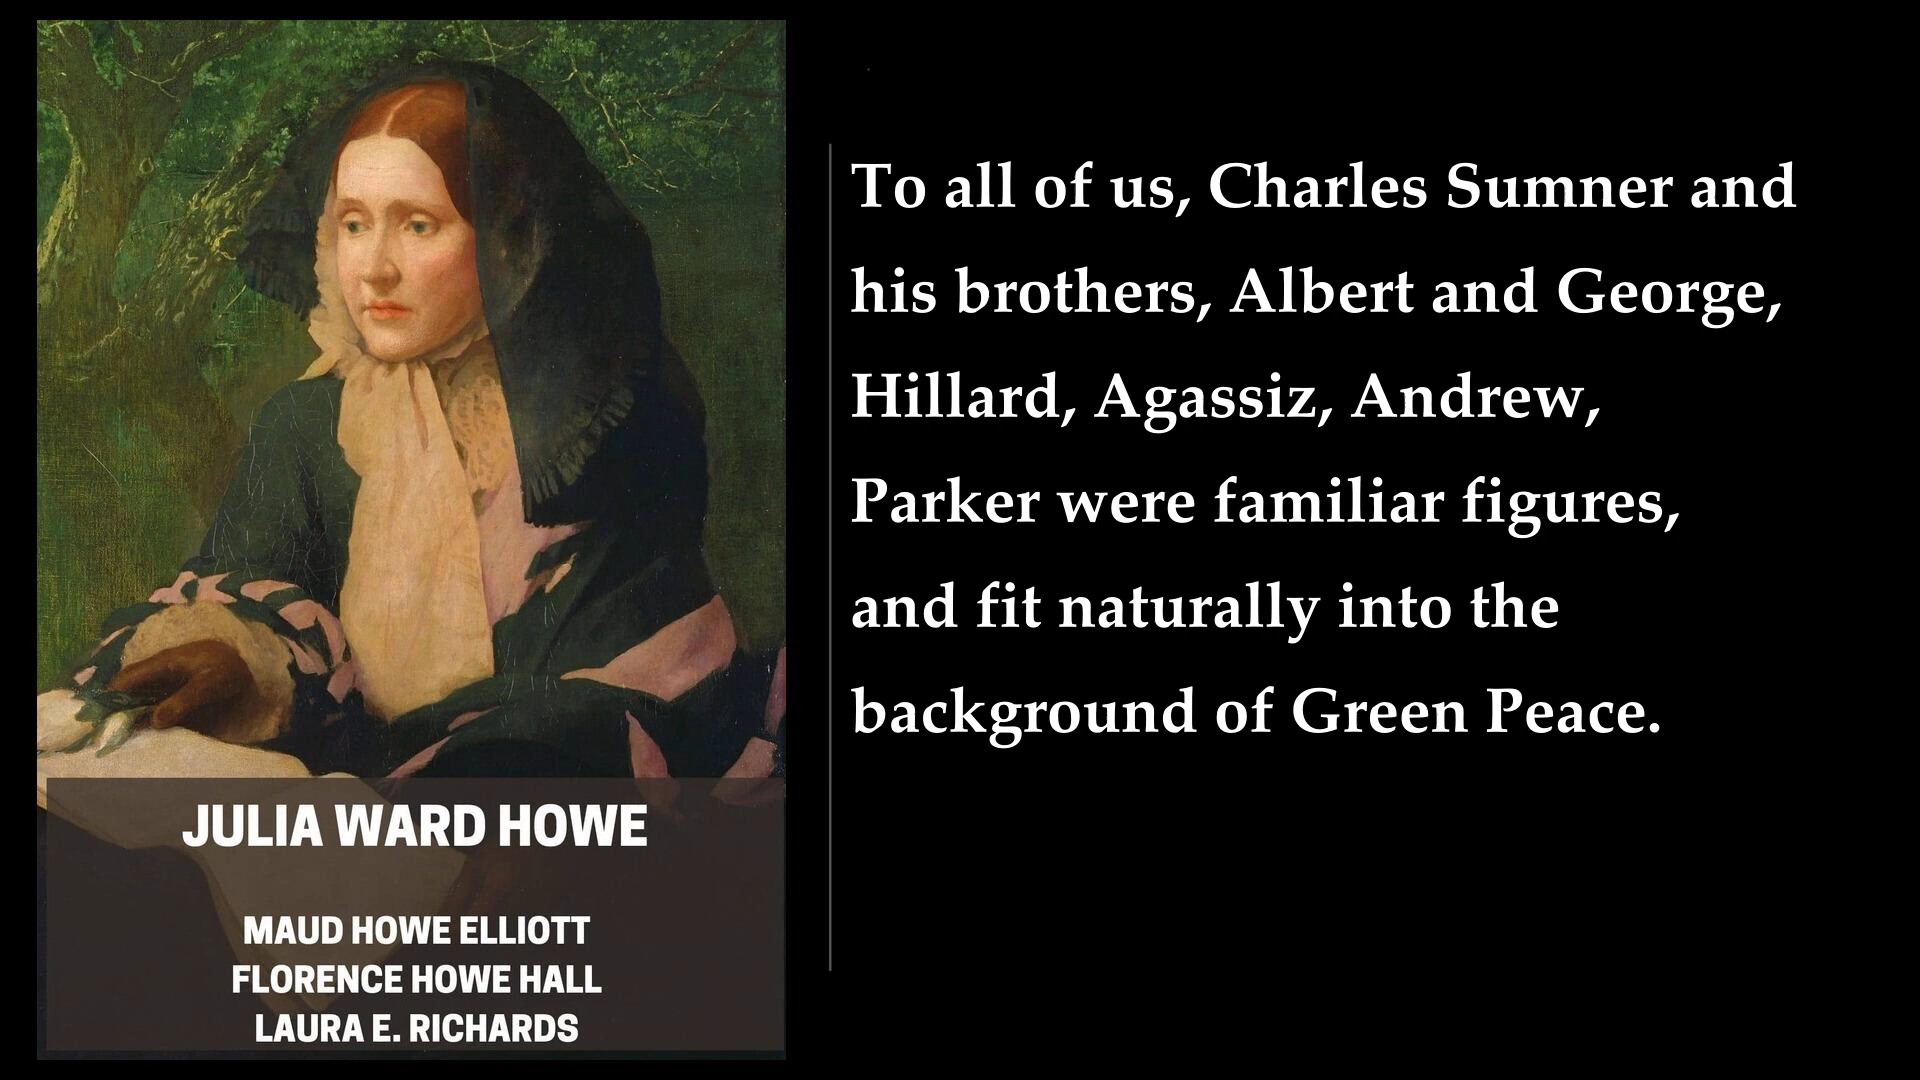 JULIA WARD HOWE
MAUD HOWE ELLIOTT
FLORENCE HOWE HALL
LAURA E. RICHARDS
To all of us, Charles Sumner and
his brothers, Albert and George,
Hillard, Agassiz, Andrew,
Parker were familiar figures,
and fit naturally into the
background of Green Peace.